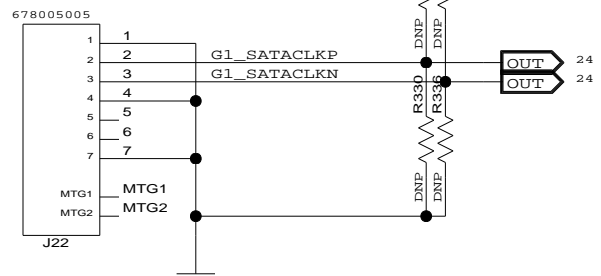 678005005
1 1
2 2 G1_SATACLKP OUT 24
3 3 G1_SATACLKN OUT 24
4 4
5 5
6 6
7 7
MTG1 MTG1
MTG2 MTG2
J22
DNP DNP
R330 R336
DNP DNP